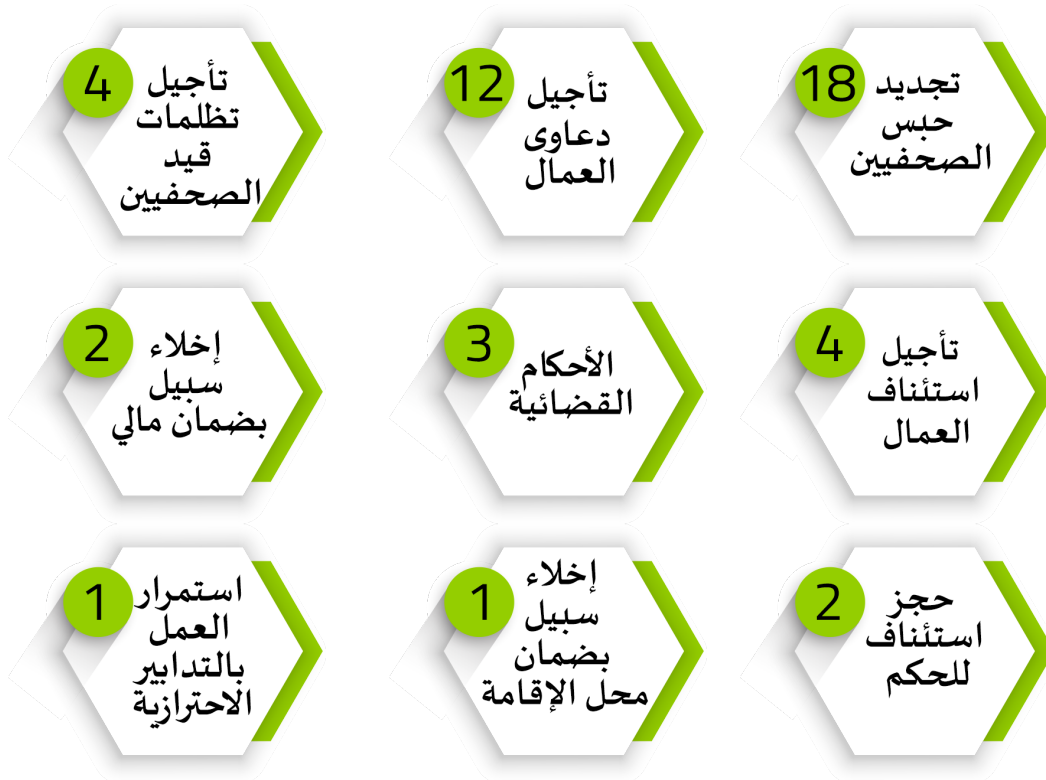 18
تجديد
حبس
الصحفيين
12
تأجيل
دعاوى
العمال
4
تأجيل
تظلمات
قيد
الصحفيين
4
تأجيل
استئناف
العمال
3
الأحكام
القضائية
2
إخلاء
سبيل
بضمان مالي
2
حجز
استئناف
للحكم
1
إخلاء
سبيل
بضمان
محل الإقامة
1
استمرار
العمل
بالتدابير
الاحترازية